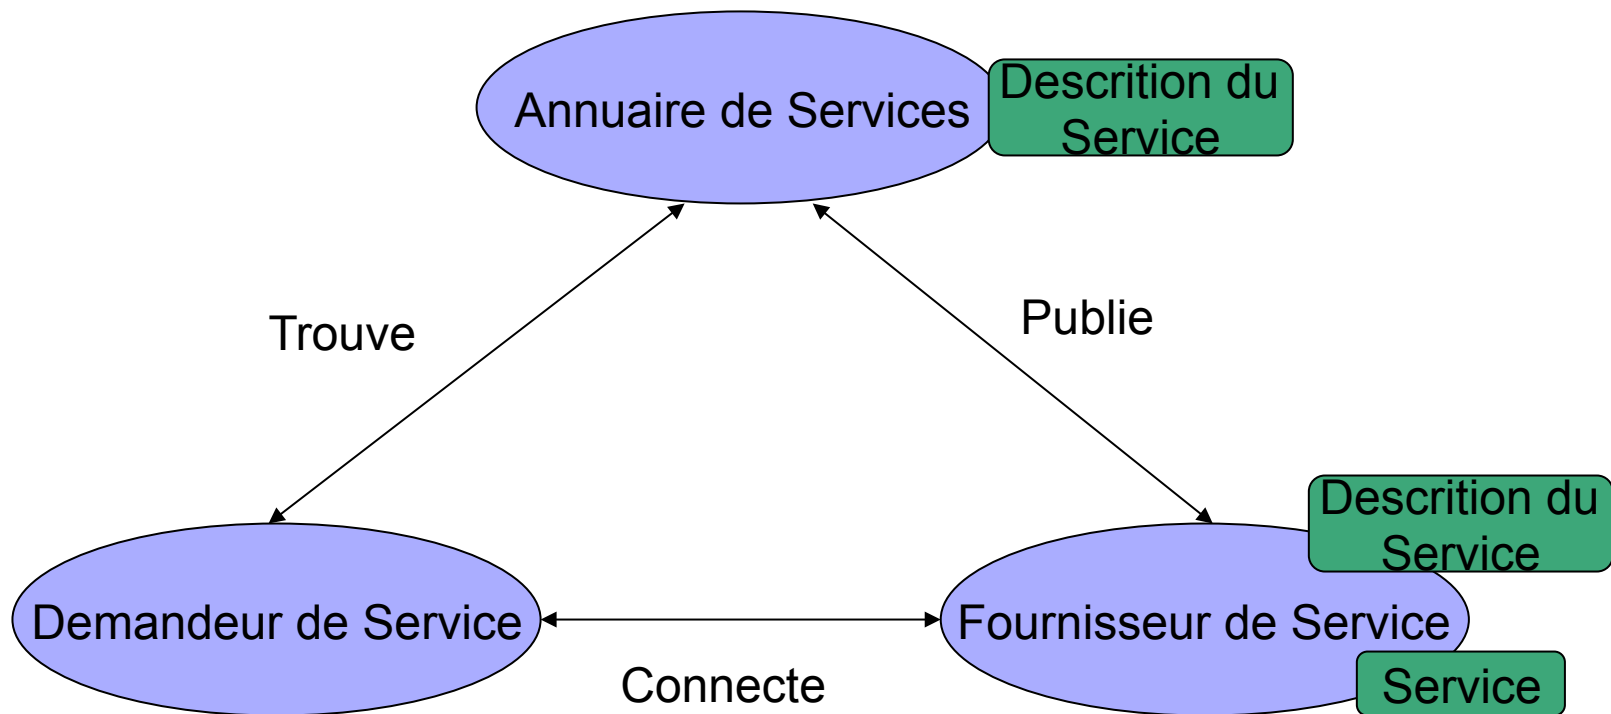 Annuaire de Services
Descrition du
Service
Trouve
Publie
Descrition du
Service
Demandeur de Service
Fournisseur de Service
Connecte
Service